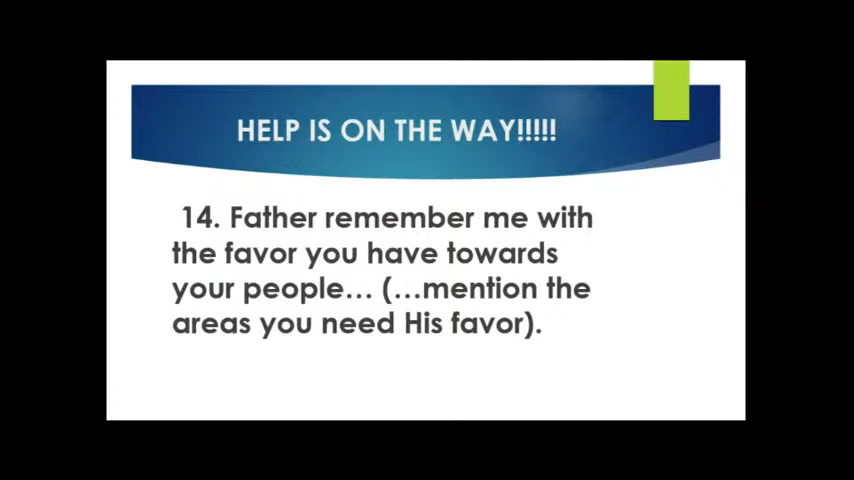 HELP IS ON THE WAY!!!!!
14. Father remember me with
the favor you have towards
your people... (...mention the
areas you need His favor).